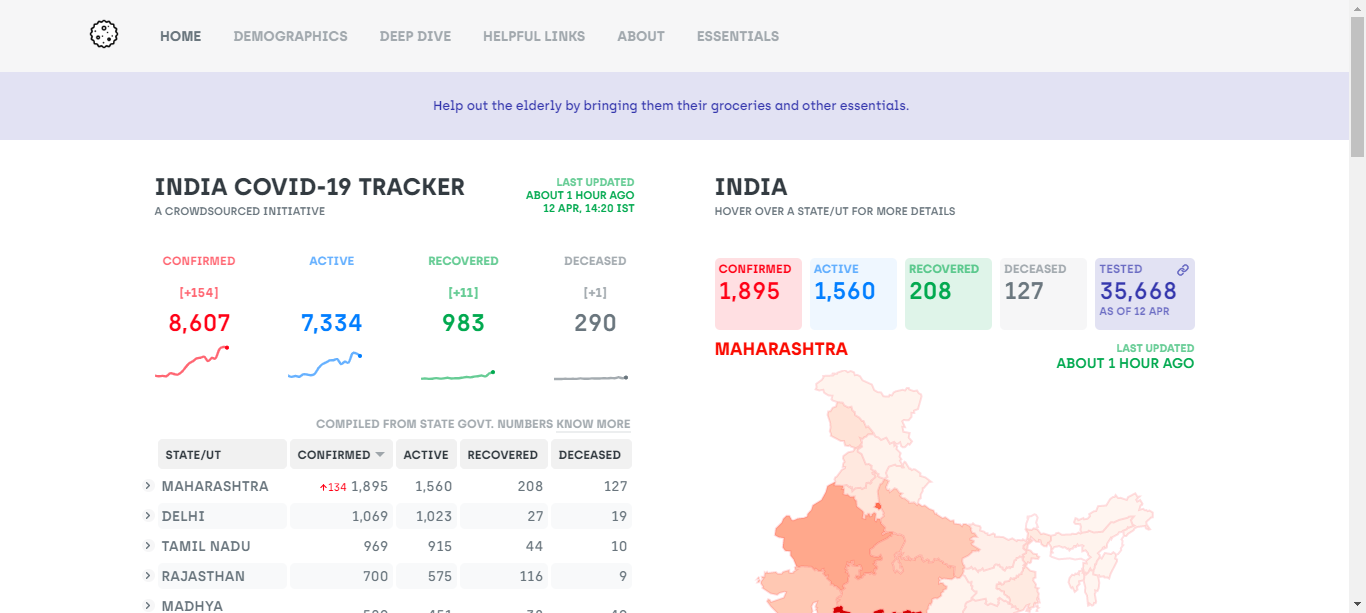 HOME DEMOGRAPHICS DEEP DIVE HELPFUL LINKS ABOUT ESSENTIALS
Help out the elderly by bringing them their groceries and other essentials.
INDIA COVID-19 TRACKER
A CROWDSOURCED INITIATIVE
LAST UPDATED
ABOUT 1 HOUR AGO
12 APR, 14:20 IST
CONFIRMED ACTIVE RECOVERED DECEASED
[+154] [+11] [+1]
8,607 7,334 983 290
COMPILED FROM STATE GOVT. NUMBERS KNOW MORE
STATE/UT CONFIRMED ACTIVE RECOVERED DECEASED
MAHARASHTRA ↑134 1,895 1,560 208 127
DELHI 1,069 1,023 27 19
TAMIL NADU 969 915 44 10
RAJASTHAN 700 575 116 9
MADHYA
INDIA
HOVER OVER A STATE/UT FOR MORE DETAILS
CONFIRMED ACTIVE RECOVERED DECEASED TESTED
1,895 1,560 208 127 35,668
AS OF 12 APR
MAHARASHTRA
LAST UPDATED
ABOUT 1 HOUR AGO